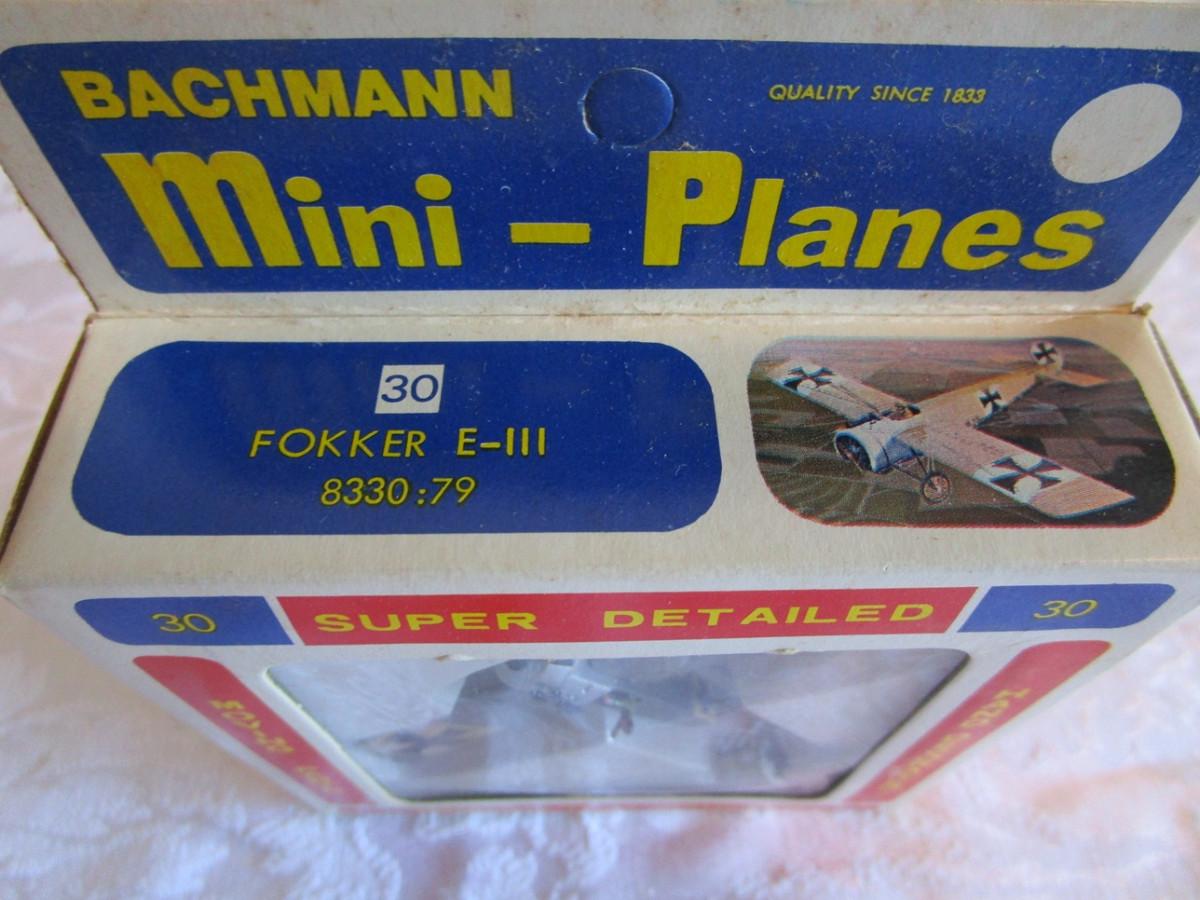 BACHMANN
QUALITY SINCE 1833
Mini - Planes
30
FOKKER E-III
8330:79
30
SUPER DETAILED
30